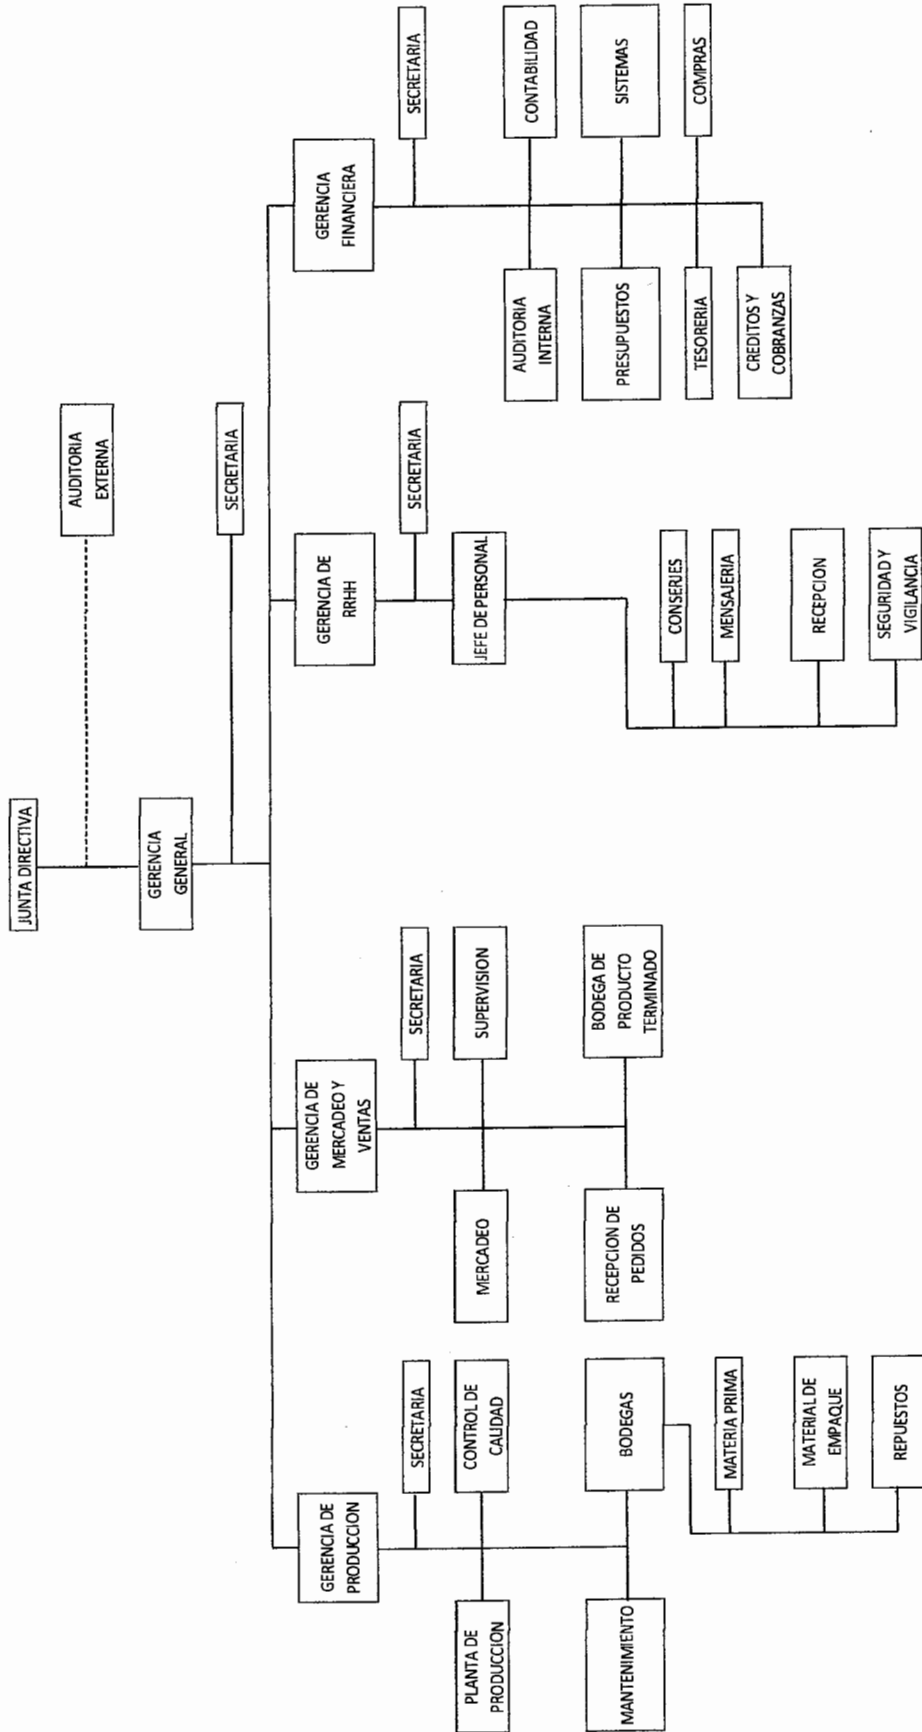 JUNTA DIRECTIVA
AUDITORIA
EXTERNA
GERENCIA
GENERAL
SECRETARIA
GERENCIA DE
PRODUCCION
GERENCIA DE
MERCADEO Y
VENTAS
GERENCIA DE
RRHH
GERENCIA
FINANCIERA
SECRETARIA
SECRETARIA
SECRETARIA
SECRETARIA
PLANTA DE
PRODUCCION
CONTROL DE
CALIDAD
MERCADEO
SUPERVISION
JEFE DE PERSONAL
AUDITORIA
INTERNA
CONTABILIDAD
MANTENIMIENTO
BODEGAS
RECEPCION DE
PEDIDOS
BODEGA DE
PRODUCTO
TERMINADO
PRESUPUESTOS
SISTEMAS
CONSERJES
TESORERIA
COMPRAS
MATERIA PRIMA
MENSAJERIA
CREDITOS Y
COBRANZAS
MATERIAL DE
EMPAQUE
RECEPCION
REPUESTOS
SEGURIDAD Y
VIGILANCIA